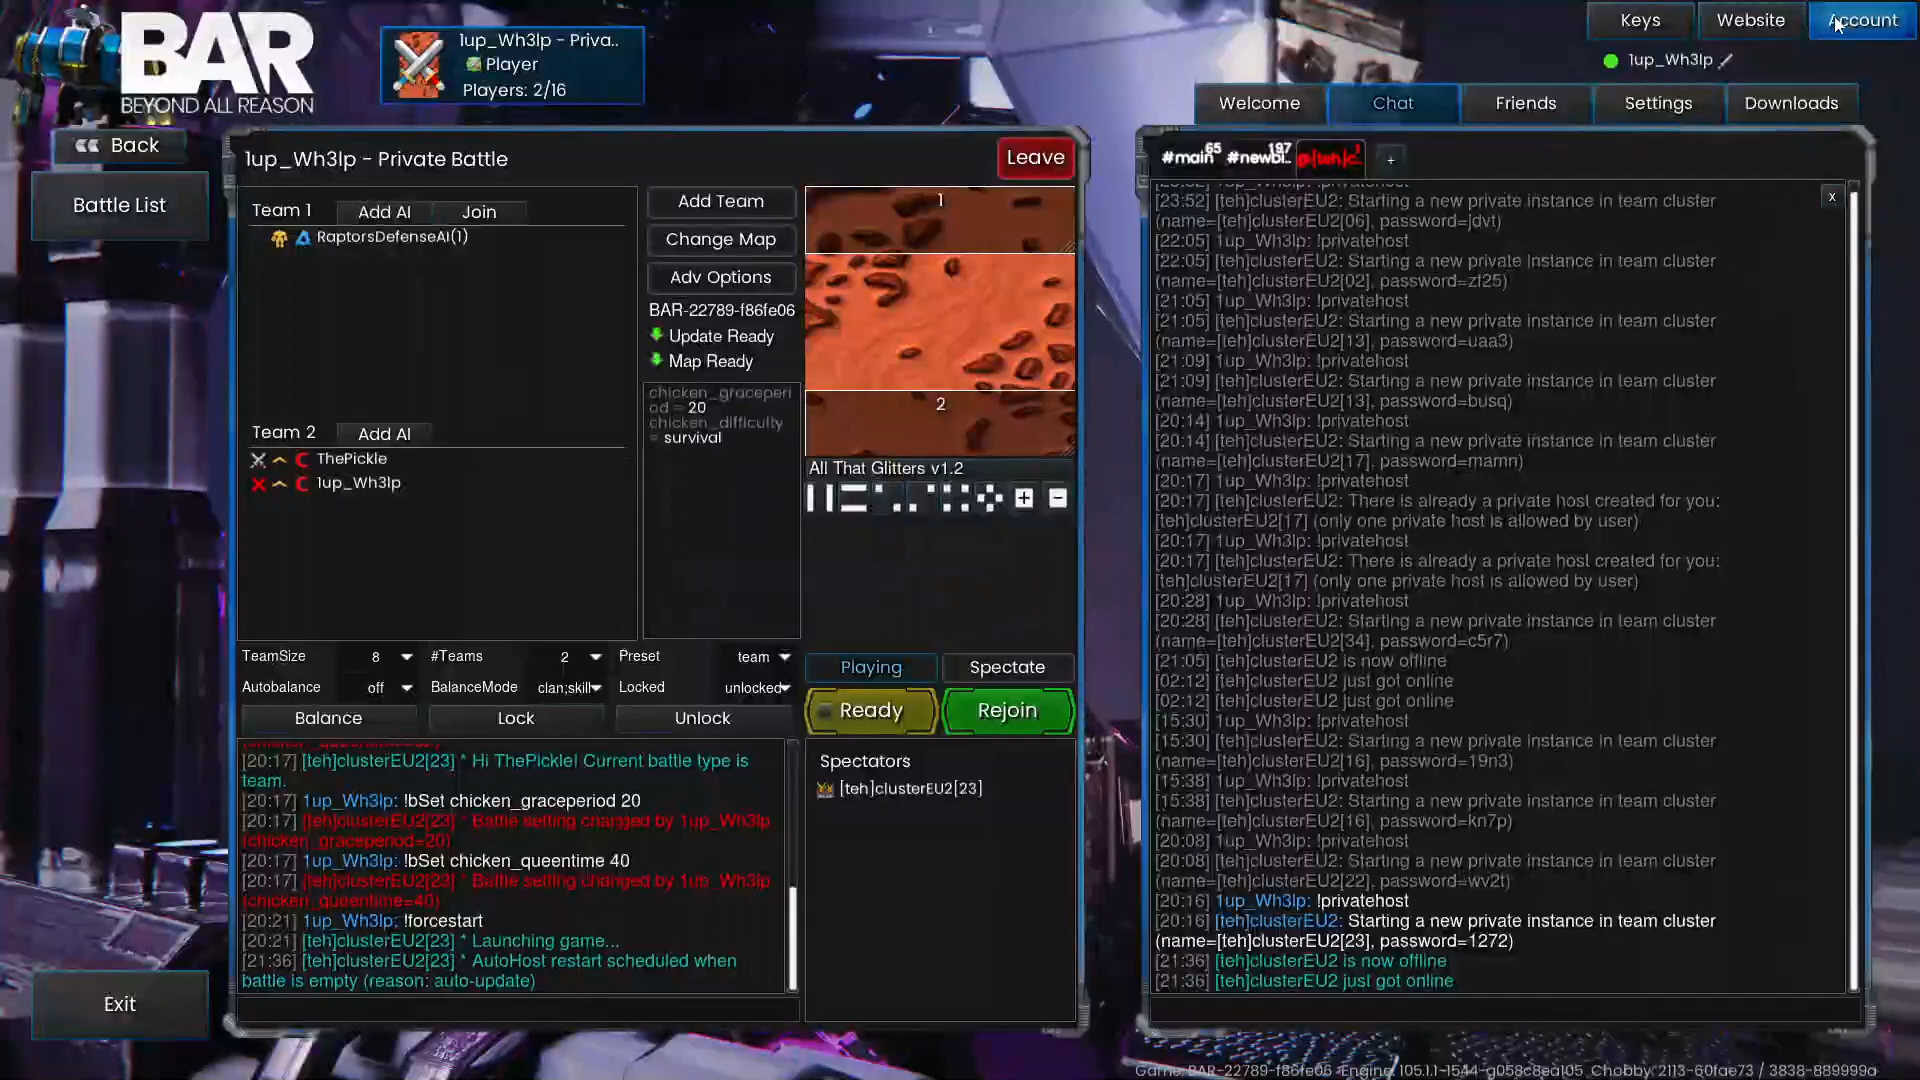 BAR
BEYOND ALL REASON
1up_Wh3lp - Priva..
Player
Players: 2/16
Keys
Website
Account
1up_Wh3lp
Welcome
Chat
Friends
Settings
Downloads
Back
Battle List
Exit
1up_Wh3lp - Private Battle
Leave
Team 1
Add AI
Join
RaptorsDefenseAI(1)
Team 2
Add AI
ThePickle
1up_Wh3lp
Add Team
Change Map
Adv Options
BAR-22789-f86fe06
Update Ready
Map Ready
chicken_graceperi
od = 20
chicken_difficulty
= survival
1
2
All That Glitters v1.2
TeamSize 8
#Teams 2
Preset team
Autobalance off
BalanceMode clan;skill
Locked unlocked
Balance
Lock
Unlock
Playing
Spectate
Ready
Rejoin
Spectators
[teh]clusterEU2[23]
[20:17] [teh]clusterEU2[23] * Hi ThePickle! Current battle type is
team.
[20:17] 1up_Wh3lp: !bSet chicken_graceperiod 20
[20:17] [teh]clusterEU2[23] * Battle setting changed by 1up_Wh3lp
(chicken_graceperiod=20)
[20:17] 1up_Wh3lp: !bSet chicken_queentime 40
[20:17] [teh]clusterEU2[23] * Battle setting changed by 1up_Wh3lp
(chicken_queentime=40)
[20:21] 1up_Wh3lp: !forcestart
[20:21] [teh]clusterEU2[23] * Launching game...
[21:36] [teh]clusterEU2[23] * AutoHost restart scheduled when
battle is empty (reason: auto-update)
#main 65
#newbi.. 197
+
x
[23:52] [teh]clusterEU2: Starting a new private instance in team cluster
(name=[teh]clusterEU2[06], password=jdvt)
[22:05] 1up_Wh3lp: !privatehost
[22:05] [teh]clusterEU2: Starting a new private instance in team cluster
(name=[teh]clusterEU2[02], password=zf25)
[21:05] 1up_Wh3lp: !privatehost
[21:05] [teh]clusterEU2: Starting a new private instance in team cluster
(name=[teh]clusterEU2[13], password=uaa3)
[21:09] 1up_Wh3lp: !privatehost
[21:09] [teh]clusterEU2: Starting a new private instance in team cluster
(name=[teh]clusterEU2[13], password=busq)
[20:14] 1up_Wh3lp: !privatehost
[20:14] [teh]clusterEU2: Starting a new private instance in team cluster
(name=[teh]clusterEU2[17], password=mamn)
[20:17] 1up_Wh3lp: !privatehost
[20:17] [teh]clusterEU2: There is already a private host created for you:
[teh]clusterEU2[17] (only one private host is allowed by user)
[20:17] 1up_Wh3lp: !privatehost
[20:17] [teh]clusterEU2: There is already a private host created for you:
[teh]clusterEU2[17] (only one private host is allowed by user)
[20:28] 1up_Wh3lp: !privatehost
[20:28] [teh]clusterEU2: Starting a new private instance in team cluster
(name=[teh]clusterEU2[34], password=c5r7)
[21:05] [teh]clusterEU2 is now offline
[02:12] [teh]clusterEU2 just got online
[02:12] [teh]clusterEU2 just got online
[15:30] 1up_Wh3lp: !privatehost
[15:30] [teh]clusterEU2: Starting a new private instance in team cluster
(name=[teh]clusterEU2[16], password=19n3)
[15:38] 1up_Wh3lp: !privatehost
[15:38] [teh]clusterEU2: Starting a new private instance in team cluster
(name=[teh]clusterEU2[16], password=kn7p)
[20:08] 1up_Wh3lp: !privatehost
[20:08] [teh]clusterEU2: Starting a new private instance in team cluster
(name=[teh]clusterEU2[22], password=wv2t)
[20:16] 1up_Wh3lp: !privatehost
[20:16] [teh]clusterEU2: Starting a new private instance in team cluster
(name=[teh]clusterEU2[23], password=1272)
[21:36] [teh]clusterEU2 is now offline
[21:36] [teh]clusterEU2 just got online
Game: BAR-22789-f86fe06 Engine: 105.1.1-1544-g058c8ea105 Chobby: 2113-60fae73 / 3838-889999a